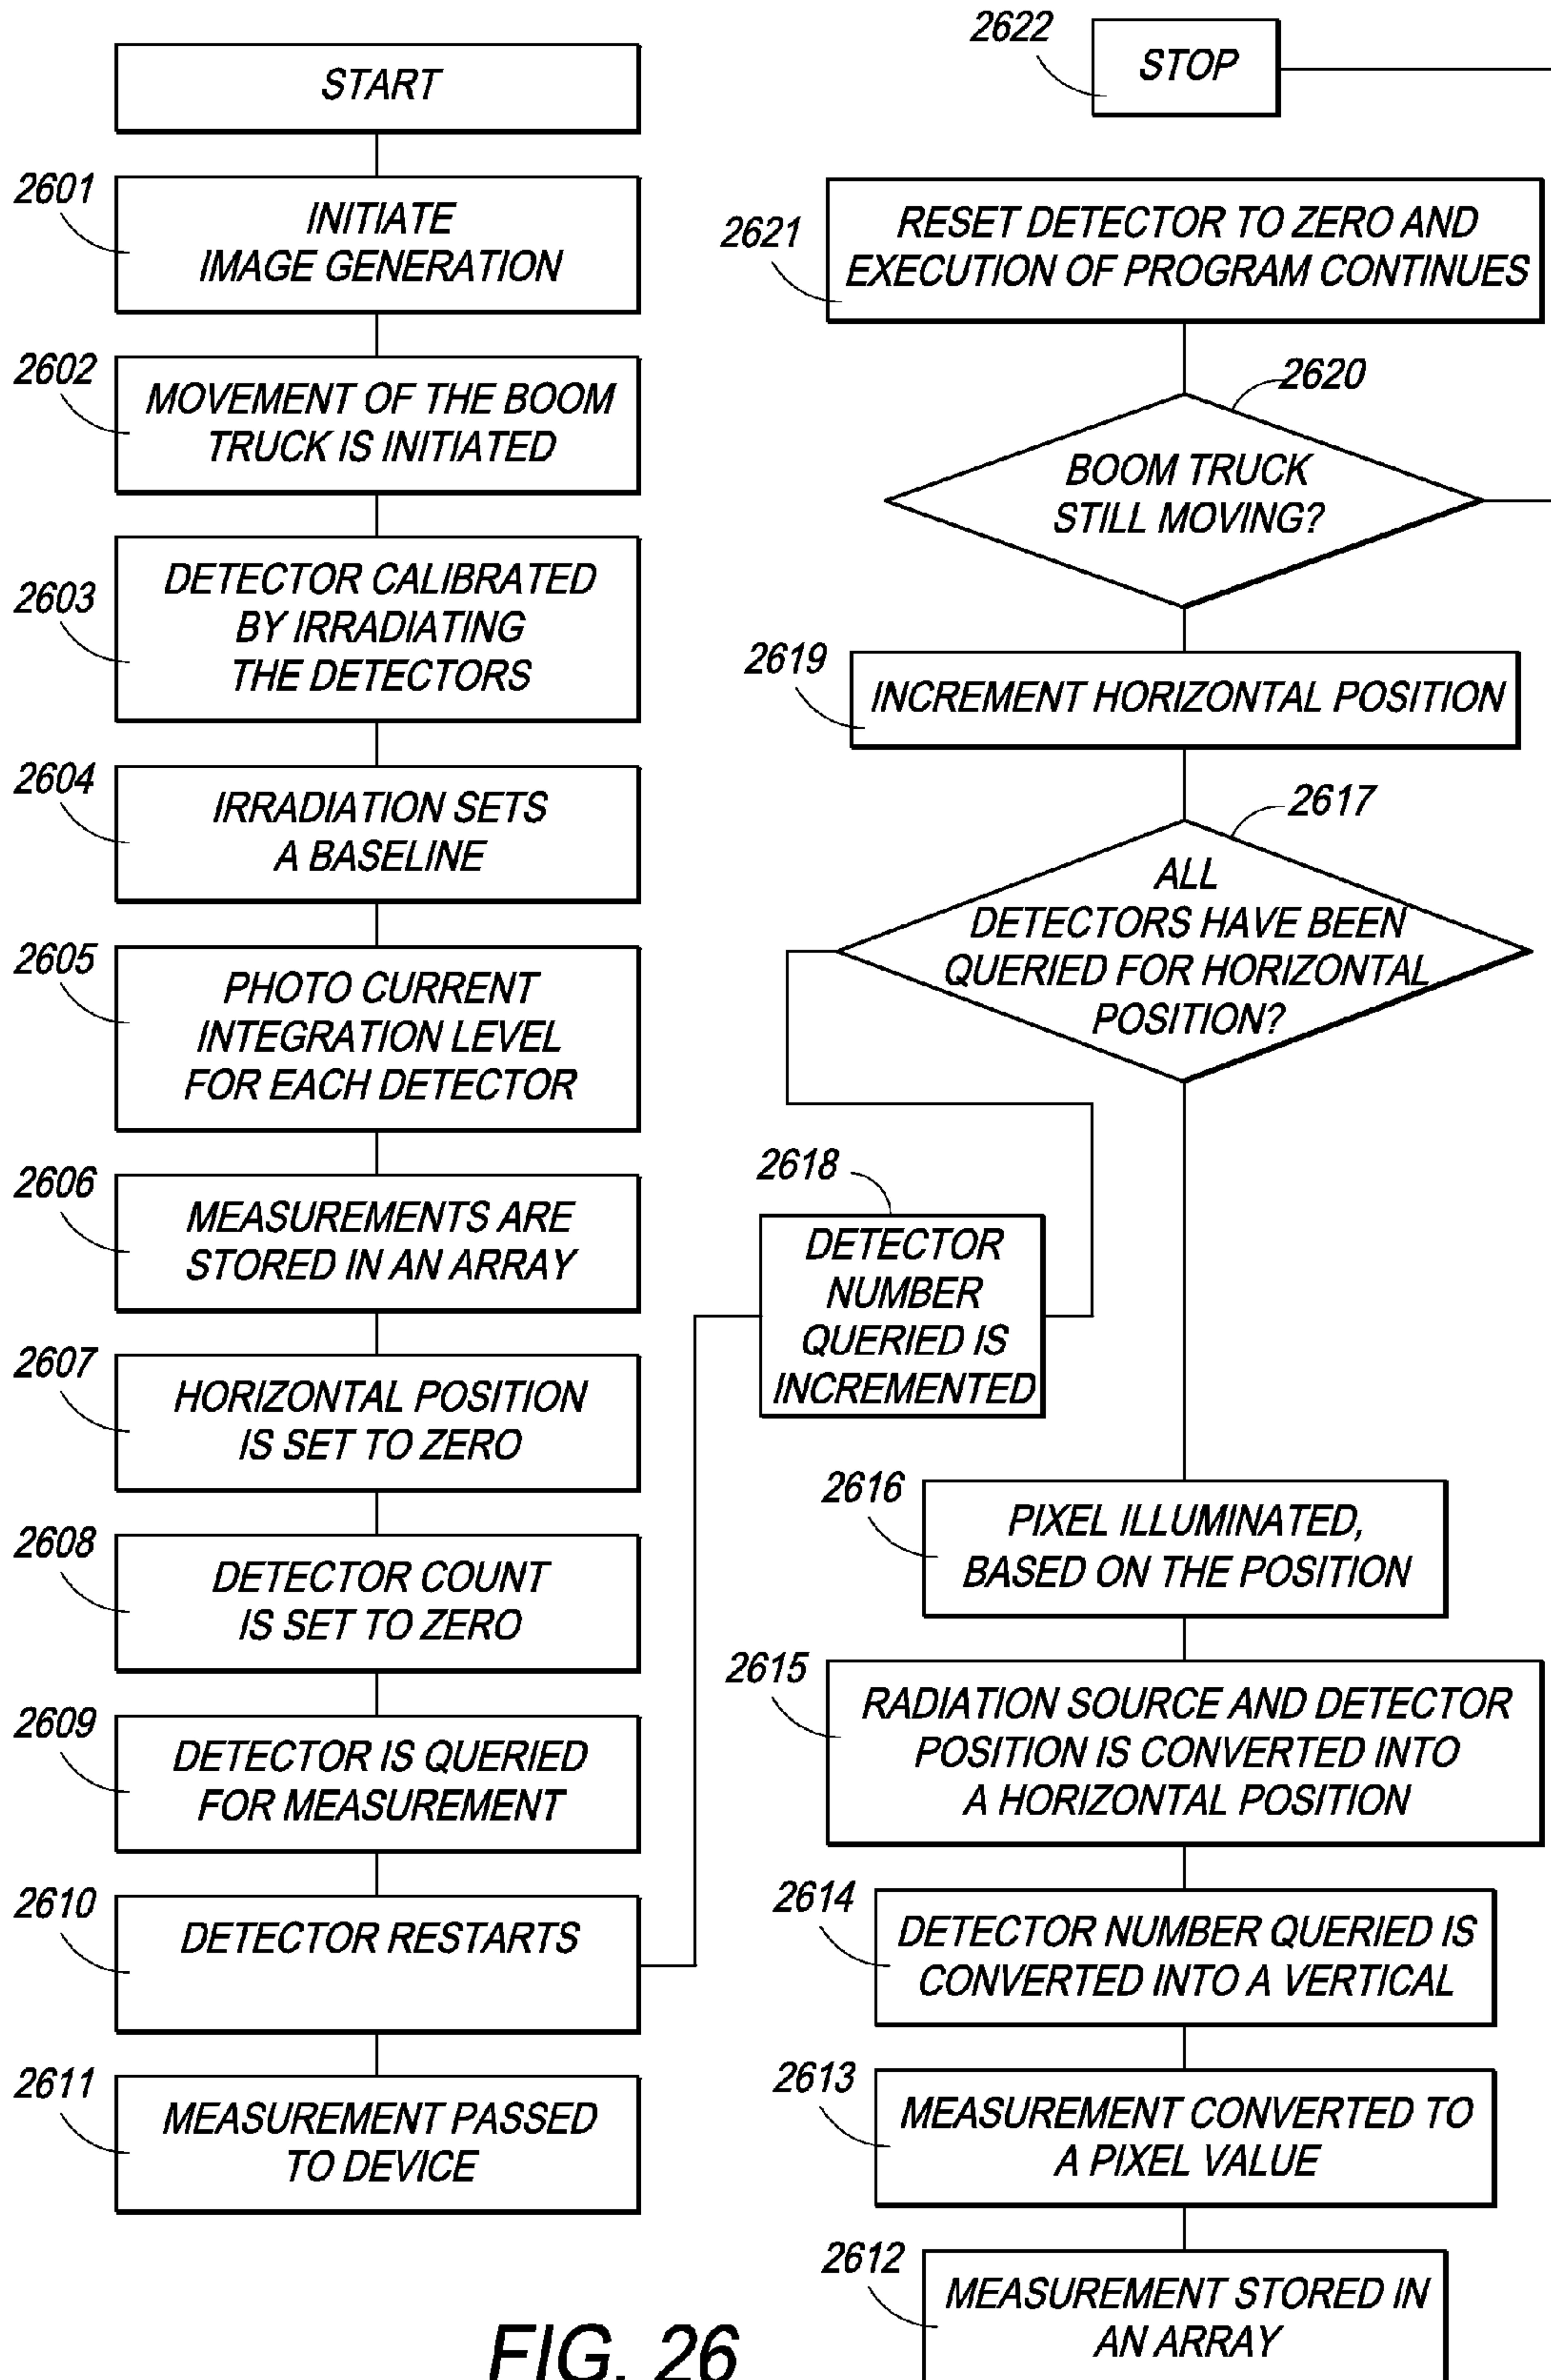 START
2601
INITIATE
IMAGE GENERATION
2602
MOVEMENT OF THE BOOM
TRUCK IS INITIATED
2603
DETECTOR CALIBRATED
BY IRRADIATING
THE DETECTORS
2604
IRRADIATION SETS
A BASELINE
2605
PHOTO CURRENT
INTEGRATION LEVEL
FOR EACH DETECTOR
2606
MEASUREMENTS ARE
STORED IN AN ARRAY
2607
HORIZONTAL POSITION
IS SET TO ZERO
2608
DETECTOR COUNT
IS SET TO ZERO
2609
DETECTOR IS QUERIED
FOR MEASUREMENT
2610
DETECTOR RESTARTS
2611
MEASUREMENT PASSED
TO DEVICE
2622
STOP
2621
RESET DETECTOR TO ZERO AND
EXECUTION OF PROGRAM CONTINUES
2620
BOOM TRUCK
STILL MOVING?
2619
INCREMENT HORIZONTAL POSITION
2617
ALL
DETECTORS HAVE BEEN
QUERIED FOR HORIZONTAL
POSITION?
2618
DETECTOR
NUMBER
QUERIED IS
INCREMENTED
2616
PIXEL ILLUMINATED,
BASED ON THE POSITION
2615
RADIATION SOURCE AND DETECTOR
POSITION IS CONVERTED INTO
A HORIZONTAL POSITION
2614
DETECTOR NUMBER QUERIED IS
CONVERTED INTO A VERTICAL
2613
MEASUREMENT CONVERTED TO
A PIXEL VALUE
2612
MEASUREMENT STORED IN
AN ARRAY
FIG. 26